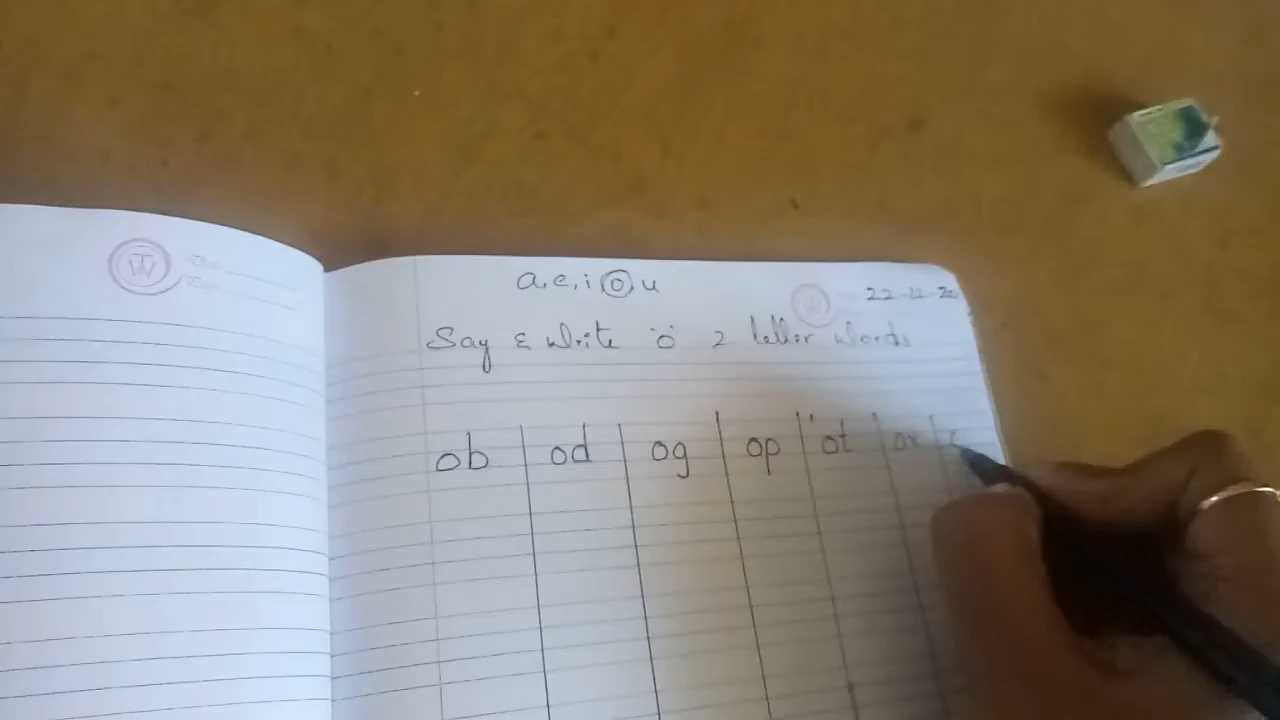 a, e, i o u
22-12-20
Say & Write 'o' 2 letter words
ob od og op ot ox